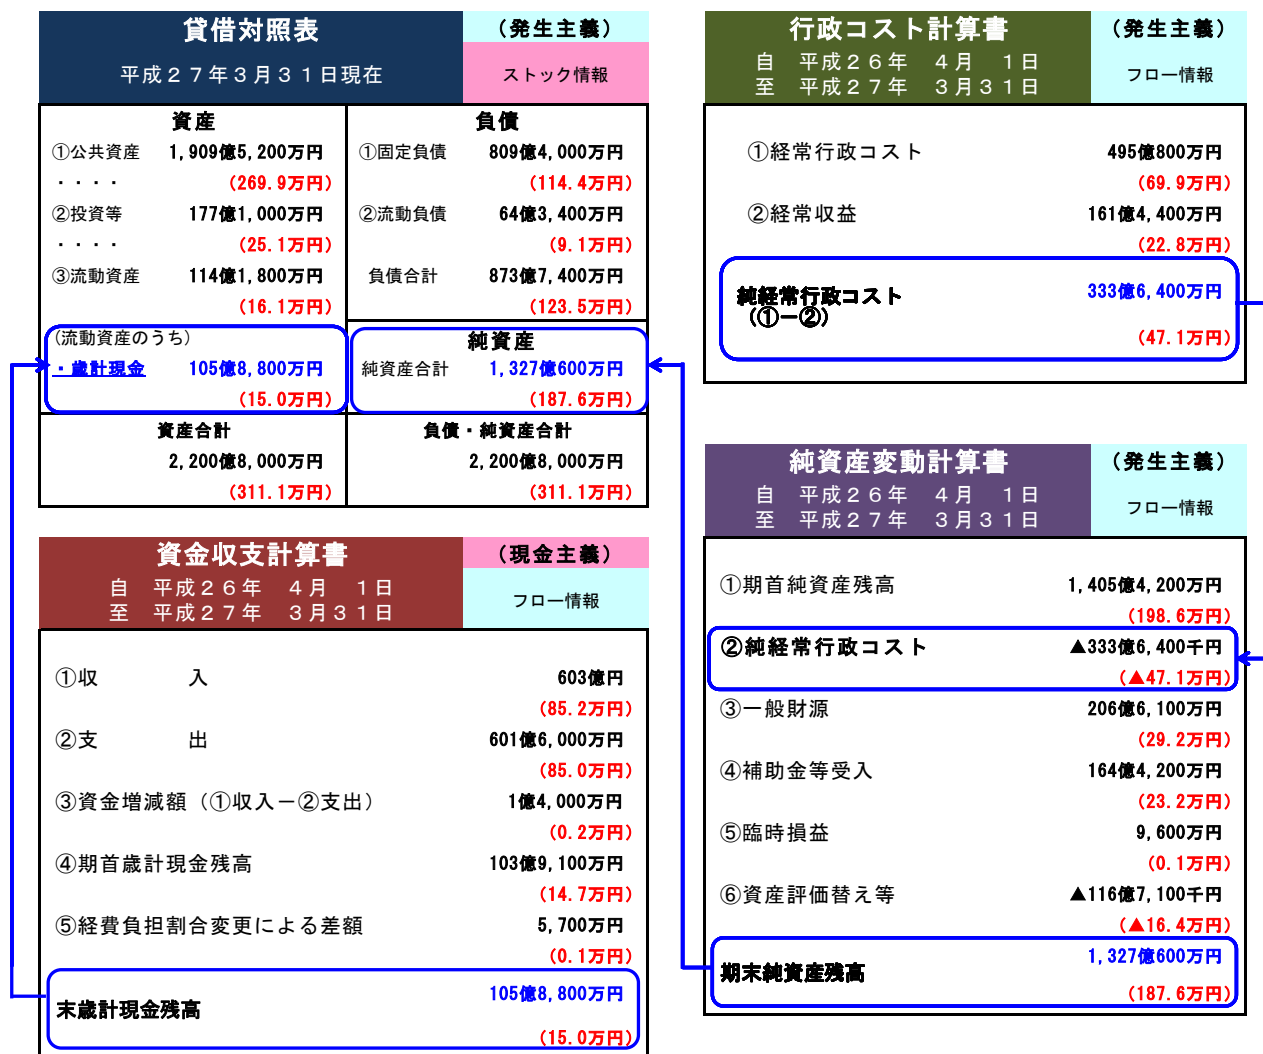 貸借対照表
（発生主義）
平成２７年３月３１日現在
ストック情報
資産
負債
①公共資産 1,909億5,200万円 ①固定負債 809億4,000万円
・・・・ (269.9万円) (114.4万円)
②投資等 177億1,000万円 ②流動負債 64億3,400万円
・・・・ (25.1万円) (9.1万円)
③流動資産 114億1,800万円 負債合計 873億7,400万円
(16.1万円) (123.5万円)
(流動資産のうち) 純資産
・歳計現金 105億8,800万円 純資産合計 1,327億600万円
(15.0万円) (187.6万円)
資産合計 負債・純資産合計
2,200億8,000万円 2,200億8,000万円
(311.1万円) (311.1万円)
行政コスト計算書
（発生主義）
自　平成２６年　４月　１日
至　平成２７年　３月３１日
フロー情報
①経常行政コスト 495億800万円
(69.9万円)
②経常収益 161億4,400万円
(22.8万円)
純経常行政コスト 333億6,400万円
（①－②）
(47.1万円)
資金収支計算書
（現金主義）
自　平成２６年　４月　１日
至　平成２７年　３月３１日
フロー情報
①収　　　　入 603億円
(85.2万円)
②支　　　　出 601億6,000万円
(85.0万円)
③資金増減額（①収入－②支出） 1億4,000万円
(0.2万円)
④期首歳計現金残高 103億9,100万円
(14.7万円)
⑤経費負担割合変更による差額 5,700万円
(0.1万円)
末歳計現金残高 105億8,800万円
(15.0万円)
純資産変動計算書
（発生主義）
自　平成２６年　４月　１日
至　平成２７年　３月３１日
フロー情報
①期首純資産残高 1,405億4,200万円
(198.6万円)
②純経常行政コスト ▲333億6,400千円
(▲47.1万円)
③一般財源 206億6,100万円
(29.2万円)
④補助金等受入 164億4,200万円
(23.2万円)
⑤臨時損益 9,600万円
(0.1万円)
⑥資産評価替え等 ▲116億7,100千円
(▲16.4万円)
期末純資産残高 1,327億600万円
(187.6万円)